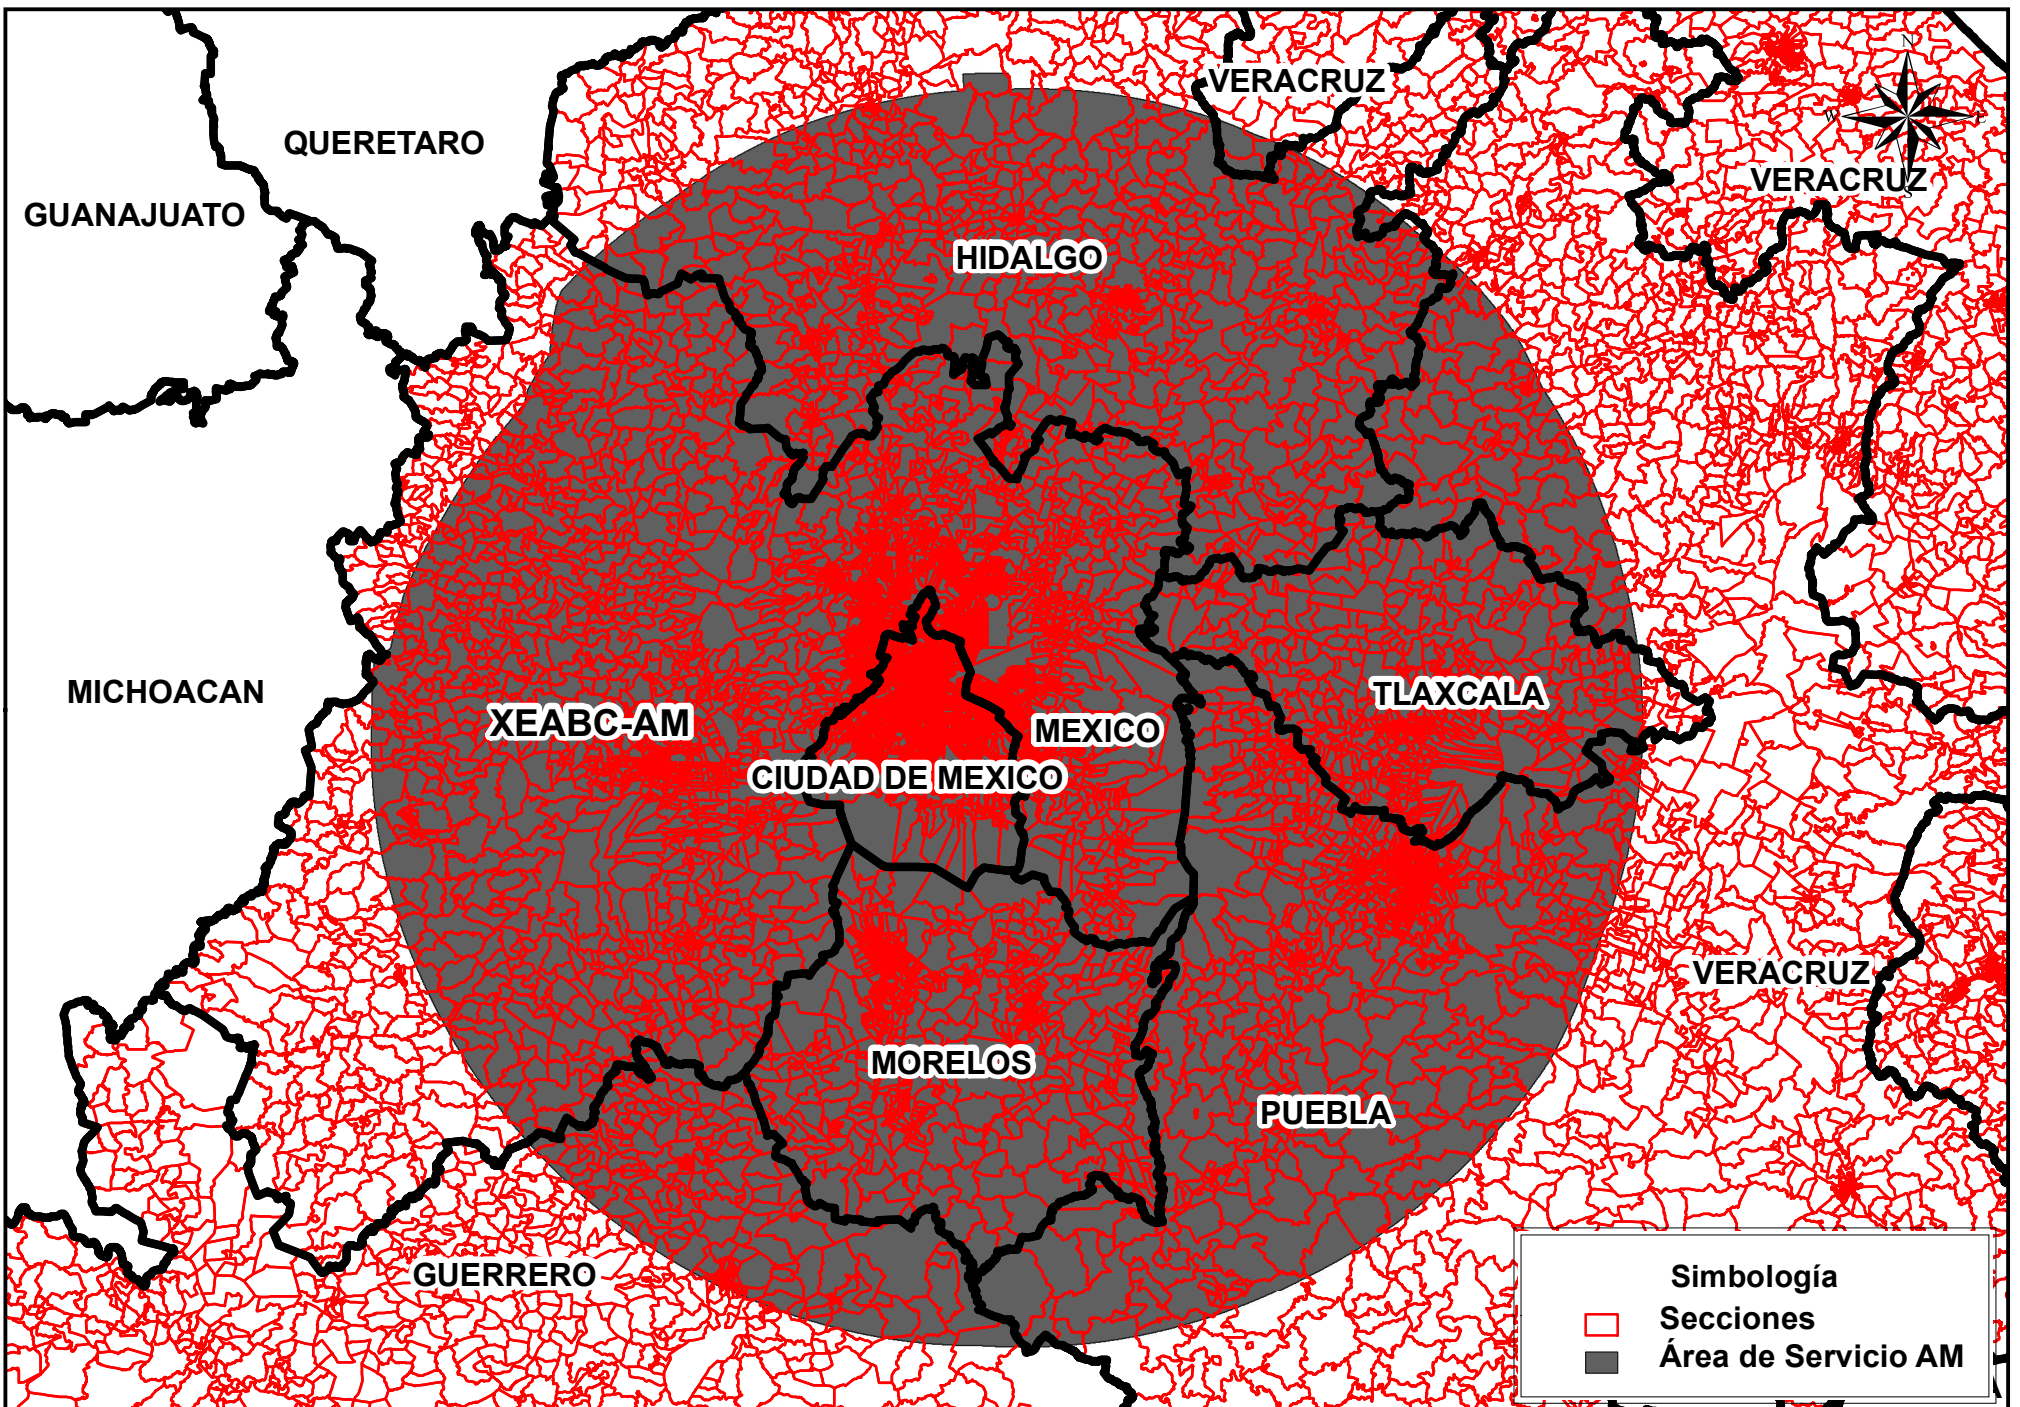 VERACRUZ
N
QUERETARO
W
E
VERACRUZ
S
GUANAJUATO
HIDALGO
MICHOACAN
TLAXCALA
XEABC-AM
MEXICO
CIUDAD DE MEXICO
VERACRUZ
MORELOS
PUEBLA
GUERRERO
Simbología
Secciones
Área de Servicio AM